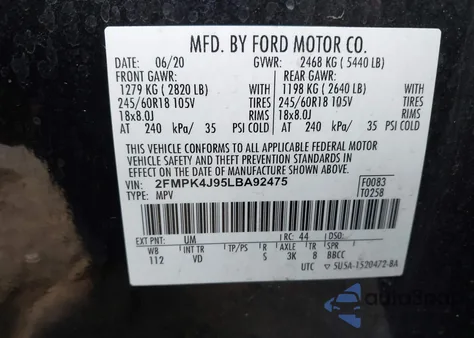 MFD. BY FORD MOTOR CO.
DATE: 06/20 GVWR: 2468 KG ( 5440 LB)
FRONT GAWR: REAR GAWR:
1279 KG ( 2820 LB) WITH 1198 KG ( 2640 LB) WITH
245/60R18 105V TIRES 245/60R18 105V TIRES
18x8.0J RIMS 18x8.0J RIMS
AT 240 kPa/ 35 PSI COLD AT 240 kPa/ 35 PSI COLD
THIS VEHICLE CONFORMS TO ALL APPLICABLE FEDERAL MOTOR
VEHICLE SAFETY AND BUMPER AND THEFT PREVENTION STANDARDS IN
EFFECT ON THE DATE OF MANUFACTURE SHOWN ABOVE.
VIN: 2FMPK4J95LBA92475 F0083
TYPE: MPV T0258
EXT PNT: UM RC: 44 DSO:
WB INT TR TP/PS R AXLE TR SPR
112 VD S 3K 8 BBCC
UTC